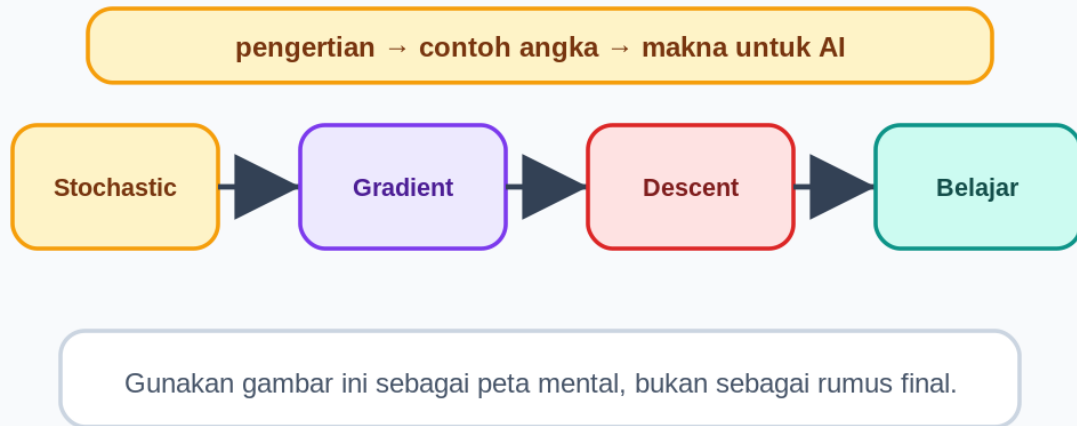 pengertian → contoh angka → makna untuk AI
Stochastic
Gradient
Descent
Belajar
Gunakan gambar ini sebagai peta mental, bukan sebagai rumus final.